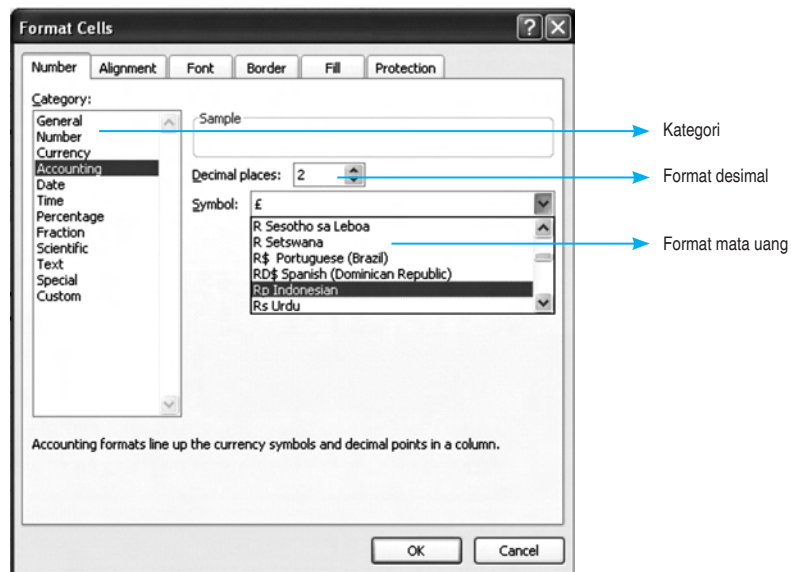 Format Cells
Number Alignment Font Border Fill Protection
Category:
General
Number
Currency
Accounting
Date
Time
Percentage
Fraction
Scientific
Text
Special
Custom
Sample
Decimal places: 2
Symbol: £
R Sesotho sa Leboa
R Setswana
R$ Portuguese (Brazil)
RD$ Spanish (Dominican Republic)
Rp Indonesian
Rs Urdu
Accounting formats line up the currency symbols and decimal points in a column.
OK Cancel
Kategori
Format desimal
Format mata uang